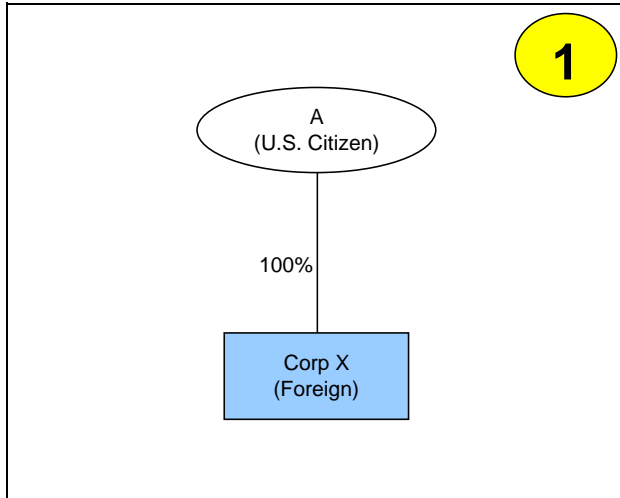 1
A
(U.S. Citizen)
100%
Corp X
(Foreign)